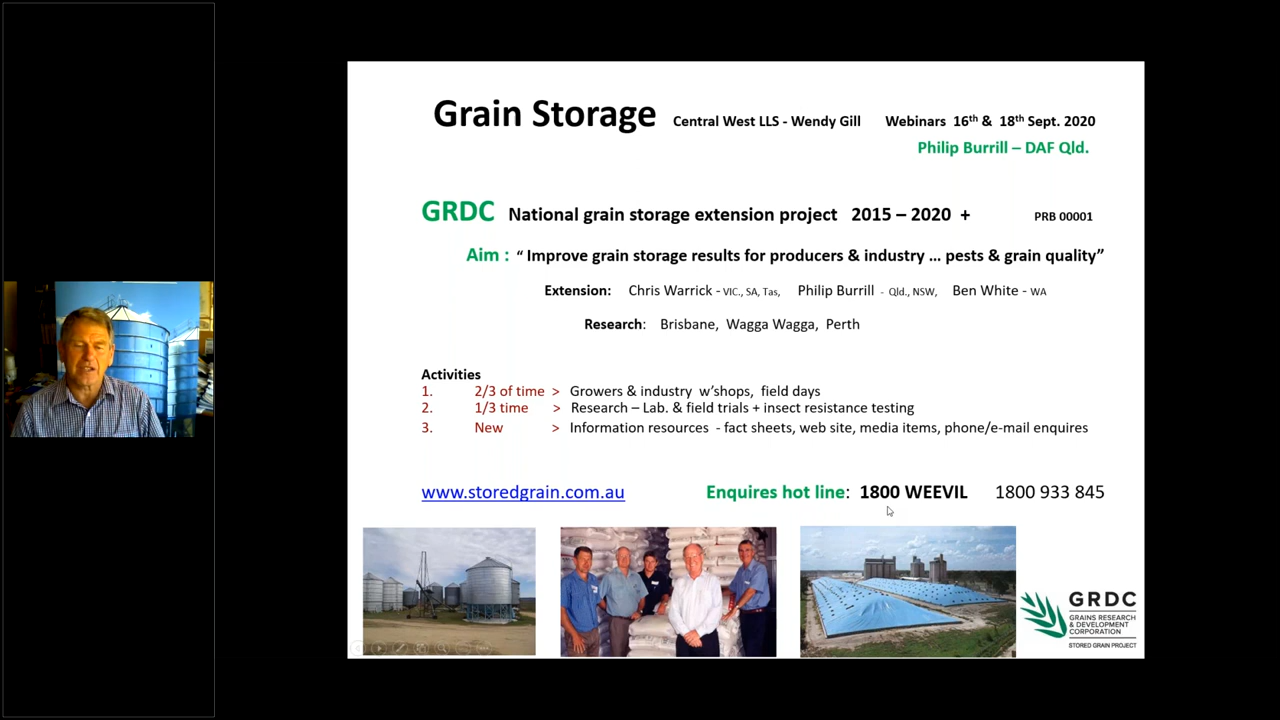 Grain Storage Central West LLS - Wendy Gill Webinars 16th & 18th Sept. 2020
Philip Burrill – DAF Qld.
GRDC National grain storage extension project 2015 – 2020 + PRB 00001
Aim : “ Improve grain storage results for producers & industry ... pests & grain quality”
Extension: Chris Warrick - VIC., SA, Tas, Philip Burrill - Qld., NSW, Ben White - WA
Research: Brisbane, Wagga Wagga, Perth
Activities
1. 2/3 of time > Growers & industry w’shops, field days
2. 1/3 time > Research – Lab. & field trials + insect resistance testing
3. New > Information resources - fact sheets, web site, media items, phone/e-mail enquires
www.storedgrain.com.au Enquires hot line: 1800 WEEVIL 1800 933 845
GRDC
GRAINS RESEARCH
& DEVELOPMENT
CORPORATION
STORED GRAIN PROJECT